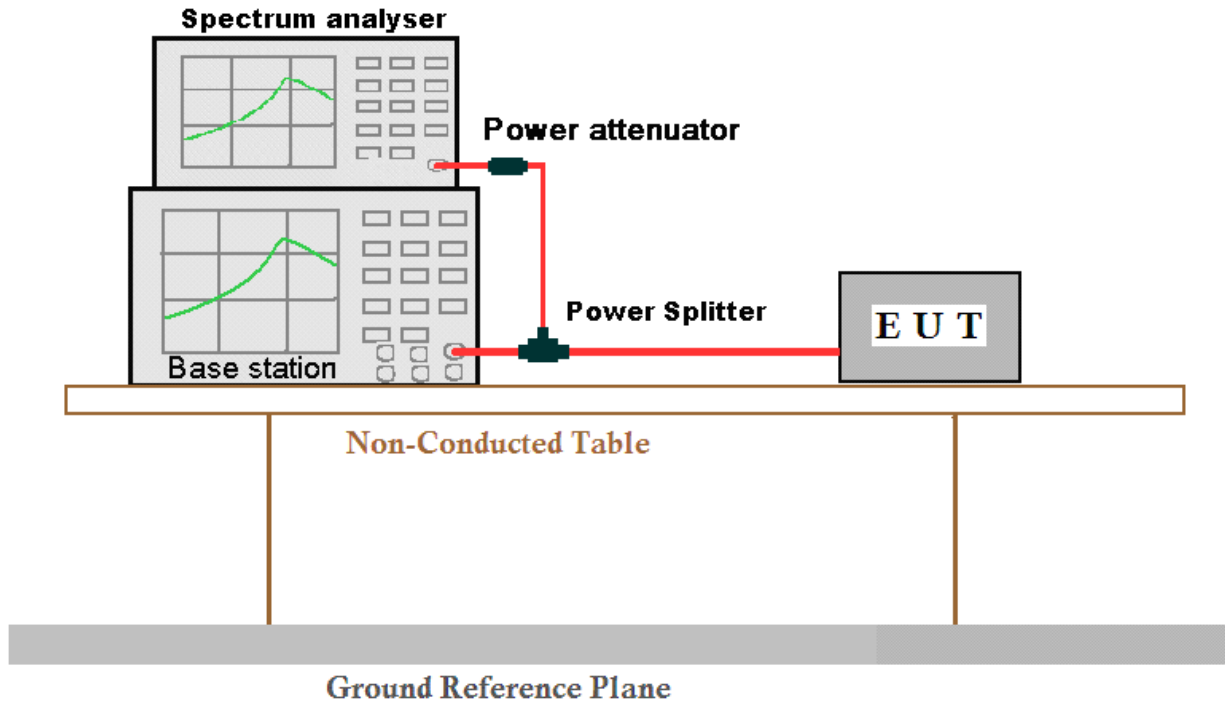 Spectrum analyser
Power attenuator
Power Splitter
E U T
Base station
Non-Conducted Table
Ground Reference Plane